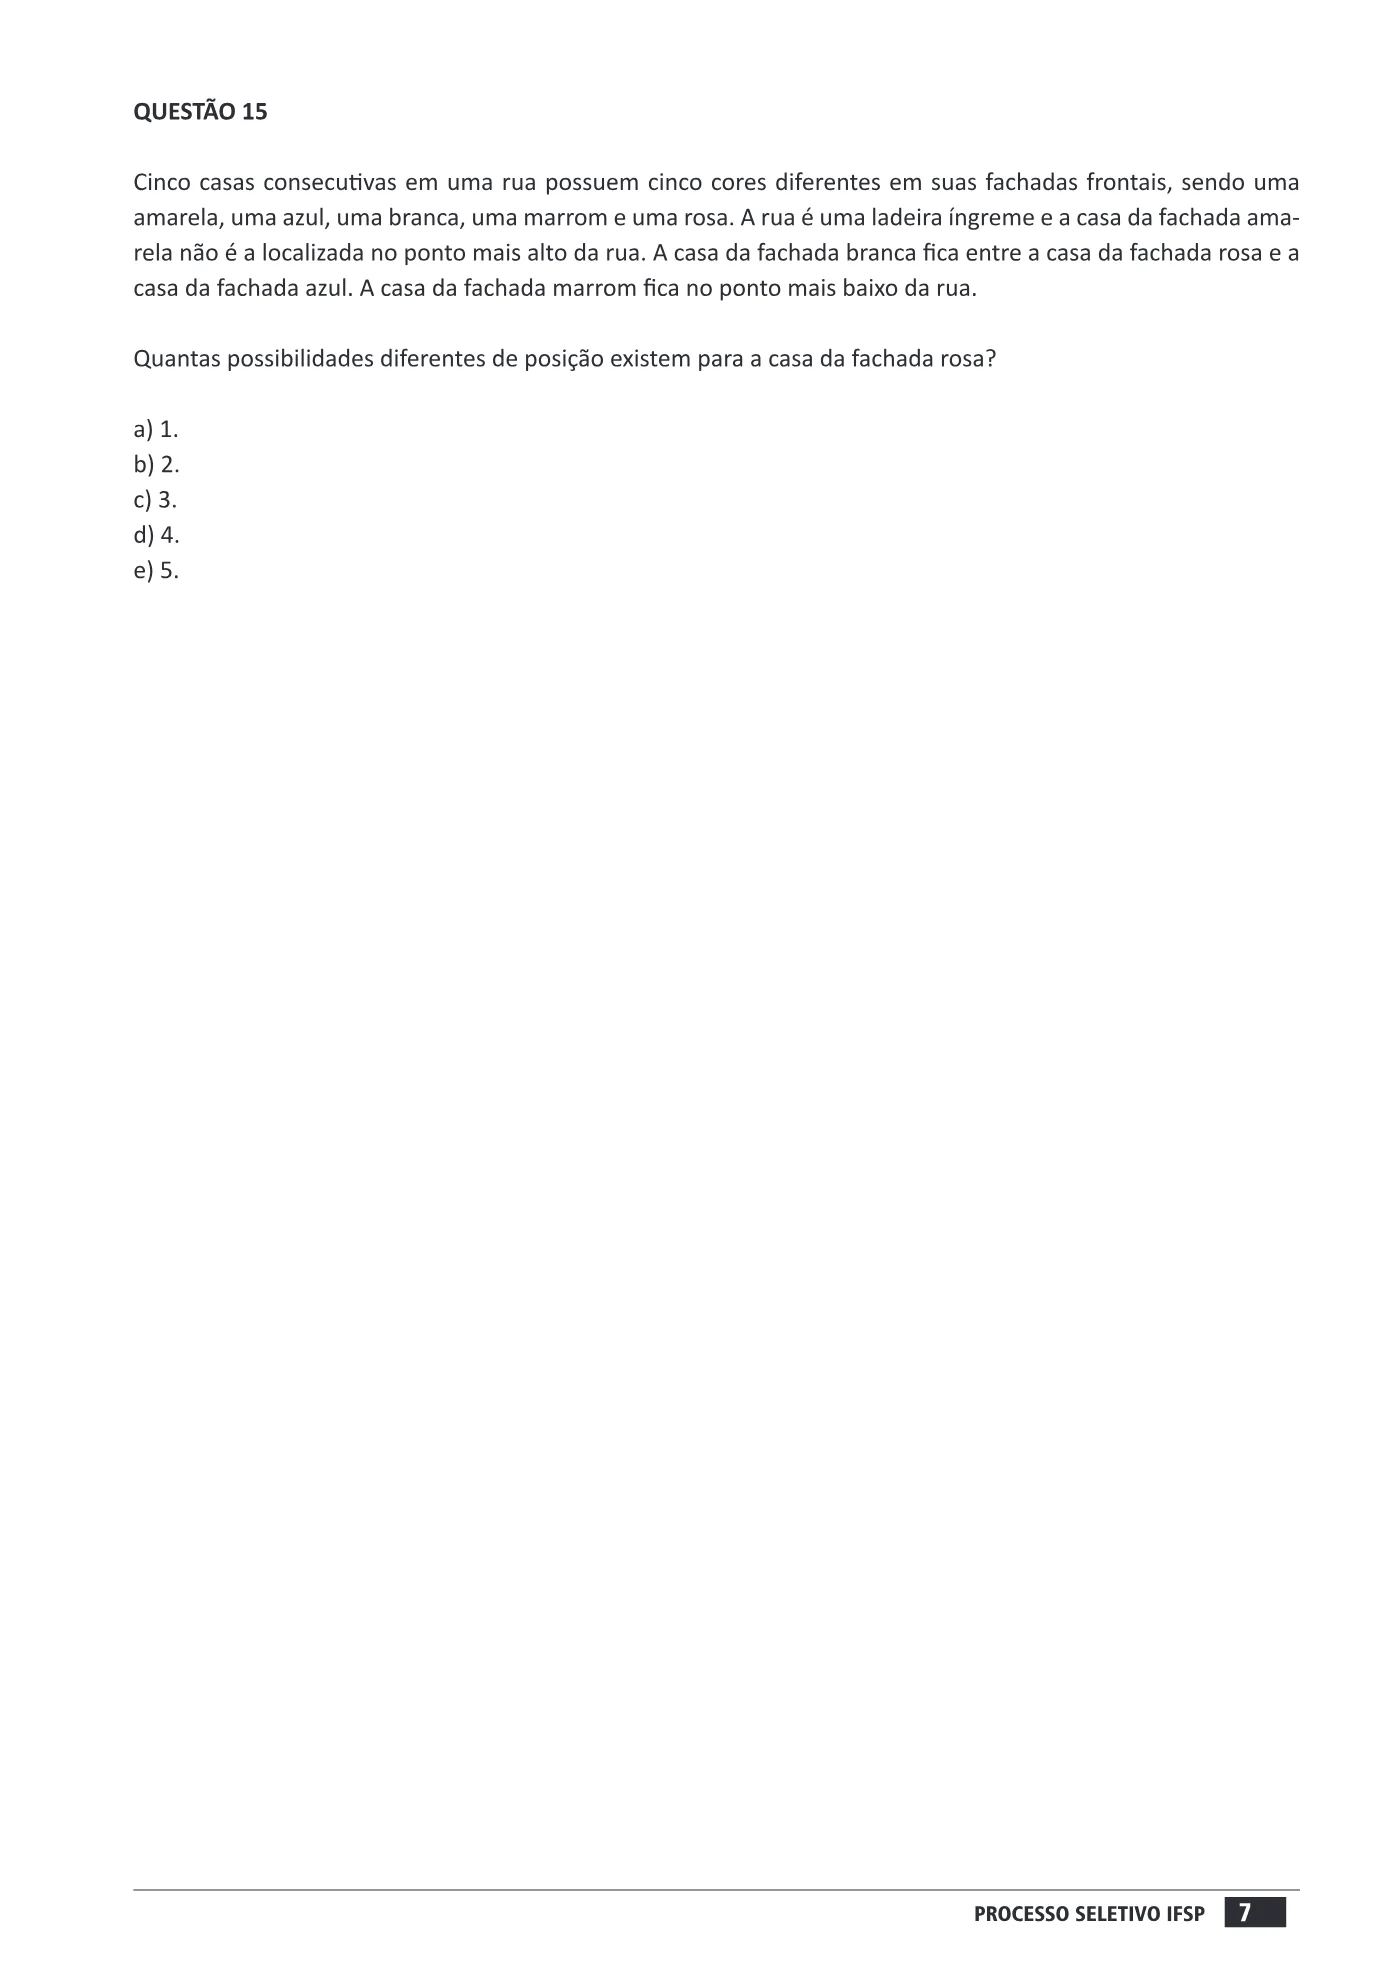 QUESTÃO 15
Cinco casas consecutivas em uma rua possuem cinco cores diferentes em suas fachadas frontais, sendo uma
amarela, uma azul, uma branca, uma marrom e uma rosa. A rua é uma ladeira íngreme e a casa da fachada ama-
rela não é a localizada no ponto mais alto da rua. A casa da fachada branca fica entre a casa da fachada rosa e a
casa da fachada azul. A casa da fachada marrom fica no ponto mais baixo da rua.
Quantas possibilidades diferentes de posição existem para a casa da fachada rosa?
a) 1.
b) 2.
c) 3.
d) 4.
e) 5.
PROCESSO SELETIVO IFSP 7